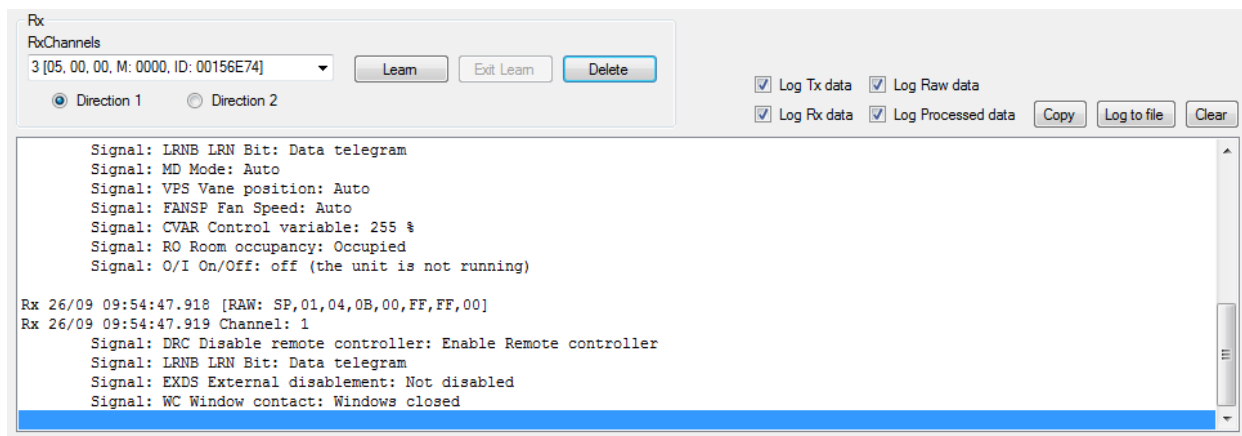 Rx
RxChannels
3 [05, 00, 00, M: 0000, ID: 00156E74]
Learn
Exit Learn
Delete
Direction 1
Direction 2
Log Tx data
Log Raw data
Log Rx data
Log Processed data
Copy
Log to file
Clear
Signal: LRNB LRN Bit: Data telegram
Signal: MD Mode: Auto
Signal: VPS Vane position: Auto
Signal: FANSP Fan Speed: Auto
Signal: CVAR Control variable: 255 %
Signal: RO Room occupancy: Occupied
Signal: O/I On/Off: off (the unit is not running)
Rx 26/09 09:54:47.918 [RAW: SP,01,04,0B,00,FF,FF,00]
Rx 26/09 09:54:47.919 Channel: 1
Signal: DRC Disable remote controller: Enable Remote controller
Signal: LRNB LRN Bit: Data telegram
Signal: EXDS External disablement: Not disabled
Signal: WC Window contact: Windows closed